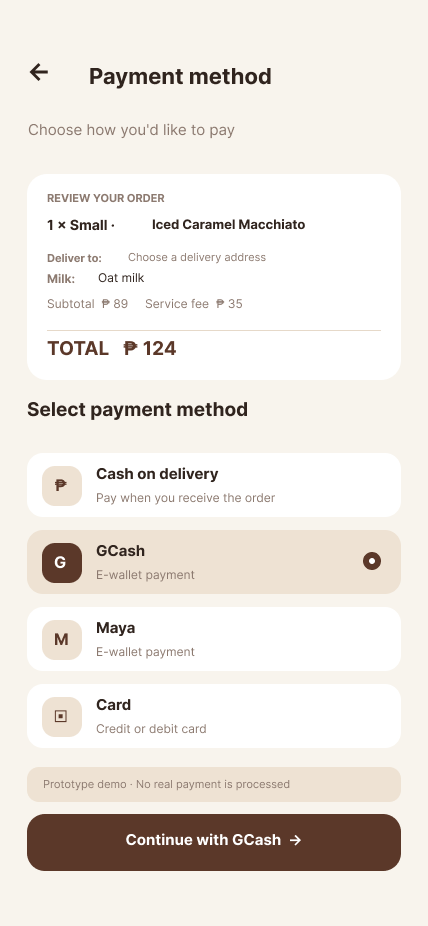 ← Payment method
Choose how you'd like to pay
REVIEW YOUR ORDER
1 × Small · Iced Caramel Macchiato
Deliver to: Choose a delivery address
Milk: Oat milk
Subtotal ₱ 89 Service fee ₱ 35
TOTAL ₱ 124
Select payment method
₱ Cash on delivery
Pay when you receive the order
G GCash
E-wallet payment
M Maya
E-wallet payment
Card
Credit or debit card
Prototype demo · No real payment is processed
Continue with GCash →